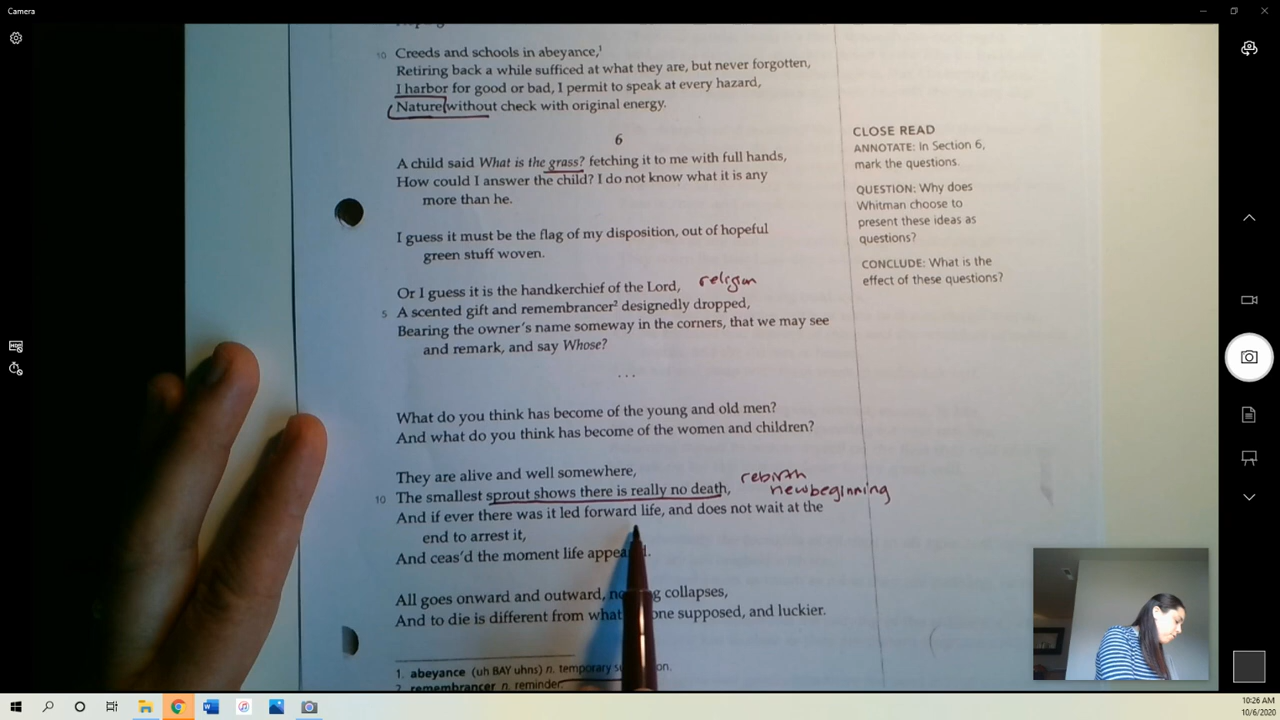 Camera
10 Creeds and schools in abeyance,¹
Retiring back a while sufficed at what they are, but never forgotten,
I harbor for good or bad, I permit to speak at every hazard,
Nature without check with original energy.
6
A child said What is the grass? fetching it to me with full hands,
How could I answer the child? I do not know what it is any
more than he.
I guess it must be the flag of my disposition, out of hopeful
green stuff woven.
Or I guess it is the handkerchief of the Lord, religion
5 A scented gift and remembrancer² designedly dropped,
Bearing the owner's name someway in the corners, that we may see
and remark, and say Whose?
...
What do you think has become of the young and old men?
And what do you think has become of the women and children?
They are alive and well somewhere, rebirth
10 The smallest sprout shows there is really no death, new beginning
And if ever there was it led forward life, and does not wait at the
end to arrest it,
And ceas'd the moment life
All goes onward and outward, collapses,
And to die is different from what one supposed, and luckier.
1. abeyance (uh BAY uhns) n. temporary
2. remembrancer n. reminder.
CLOSE READ
ANNOTATE: In Section 6,
mark the questions.
QUESTION: Why does
Whitman choose to
present these ideas as
questions?
CONCLUDE: What is the
effect of these questions?
10:26 AM
10/6/2020